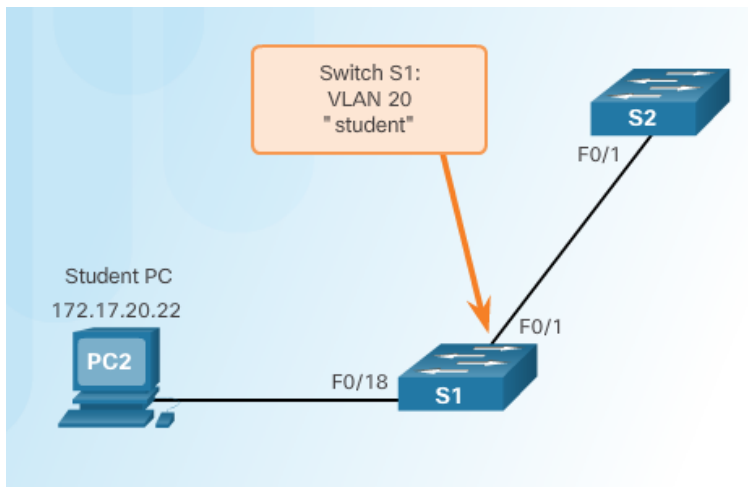 Switch S1:
VLAN 20
"student"
S2
F0/1
Student PC
172.17.20.22
PC2
F0/1
F0/18
S1